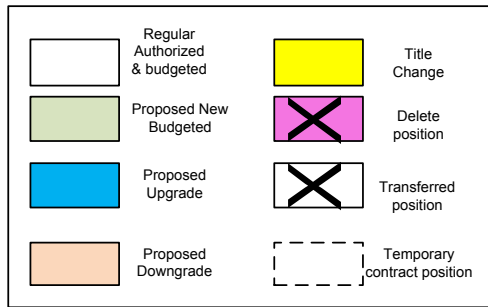 Regular
Authorized
& budgeted
Title
Change
Proposed New
Budgeted
Delete
position
Proposed
Upgrade
Transferred
position
Proposed
Downgrade
Temporary
contract position